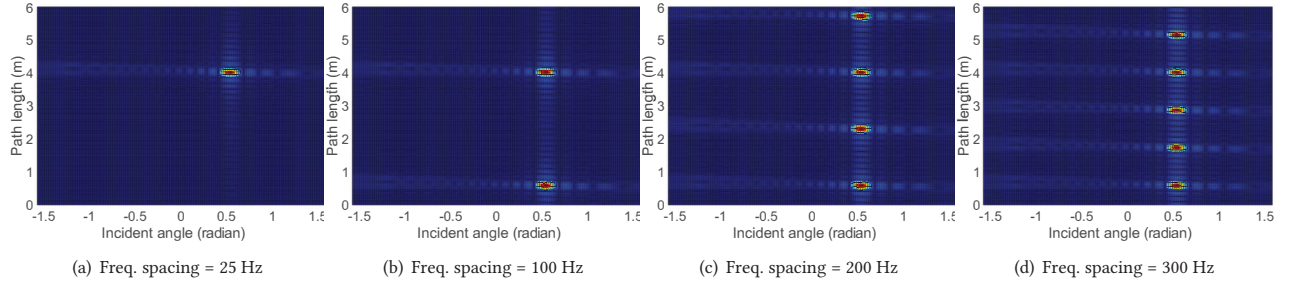 6
5
4
3
2
1
0
Path length (m)
-1.5 -1 -0.5 0 0.5 1 1.5
Incident angle (radian)
(a) Freq. spacing = 25 Hz
6
5
4
3
2
1
0
Path length (m)
-1.5 -1 -0.5 0 0.5 1 1.5
Incident angle (radian)
(b) Freq. spacing = 100 Hz
6
5
4
3
2
1
0
Path length (m)
-1.5 -1 -0.5 0 0.5 1 1.5
Incident angle (radian)
(c) Freq. spacing = 200 Hz
6
5
4
3
2
1
0
Path length (m)
-1.5 -1 -0.5 0 0.5 1 1.5
Incident angle (radian)
(d) Freq. spacing = 300 Hz